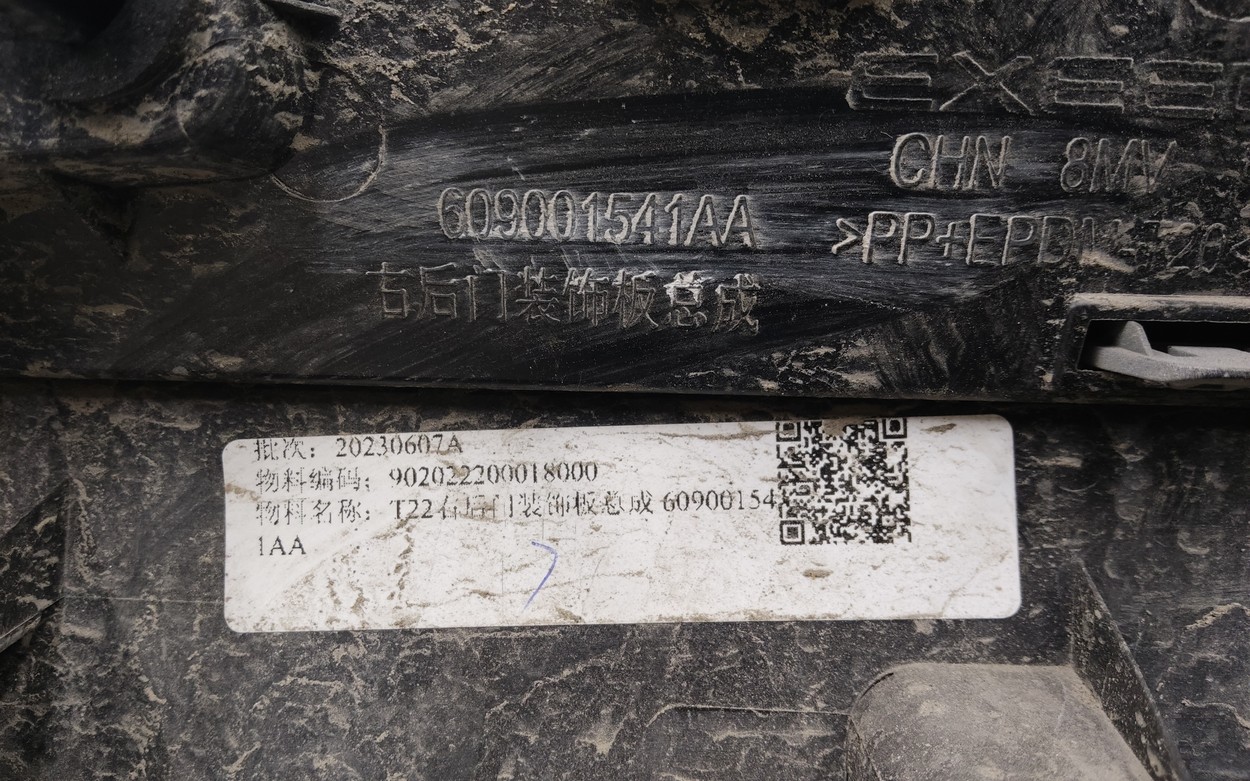 EXEED
CHN 8MV
609001541AA
>PP+EPDM-T20<
右后门装饰板总成
批次：20230607A
物料编码：902022200018000
物料名称：T22右后门装饰板总成 60900154
1AA